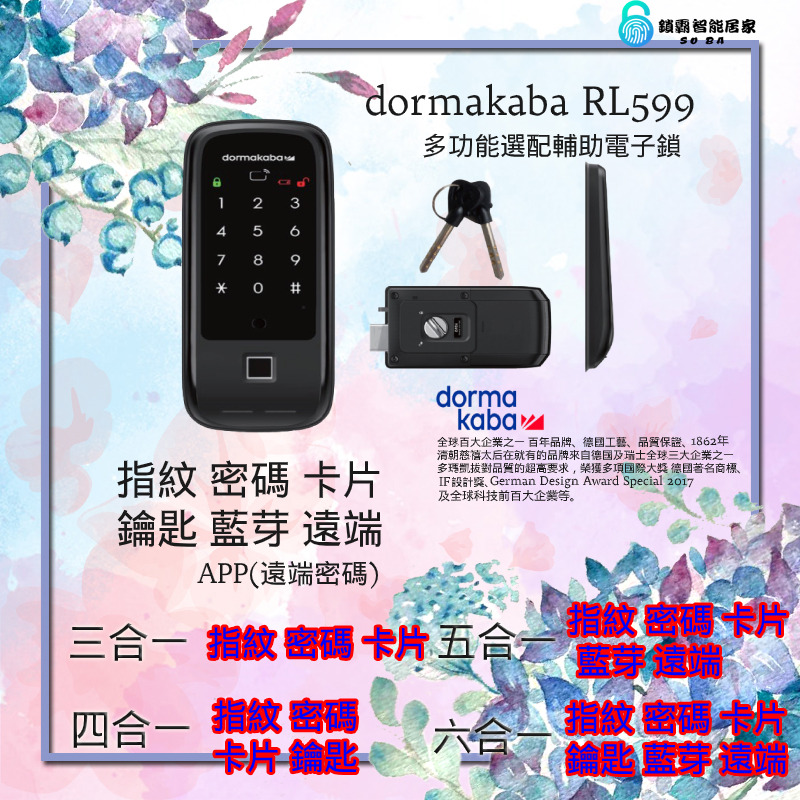 鎖霸智能居家
SO BA
dormakaba RL599
多功能選配輔助電子鎖
dormakaba
1 2 3
4 5 6
7 8 9
* 0 #
dorma
kaba
全球百大企業之一 百年品牌、德國工藝、品質保證、1862年
清朝慈禧太后在就有的品牌來自德國及瑞士全球三大企業之一
多瑪凱拔對品質的超高要求，榮獲多項國際大獎 德國著名商標、
IF設計獎、German Design Award Special 2017
及全球科技前百大企業等。
指紋 密碼 卡片
鑰匙 藍芽 遠端
APP(遠端密碼)
三合一 指紋 密碼 卡片
五合一 指紋 密碼 卡片
藍芽 遠端
四合一 指紋 密碼
卡片 鑰匙
六合一 指紋 密碼 卡片
鑰匙 藍芽 遠端